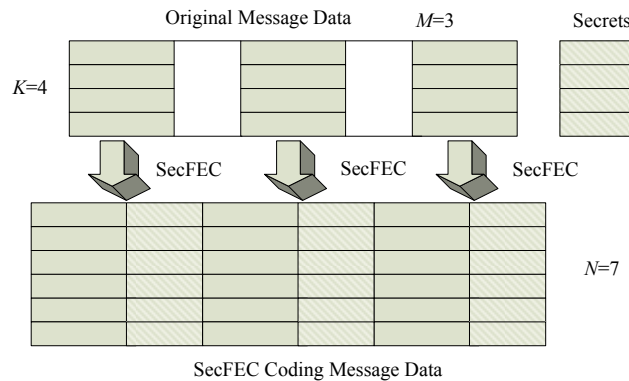 Original Message Data
M=3
Secrets
K=4
SecFEC
SecFEC
SecFEC
N=7
SecFEC Coding Message Data